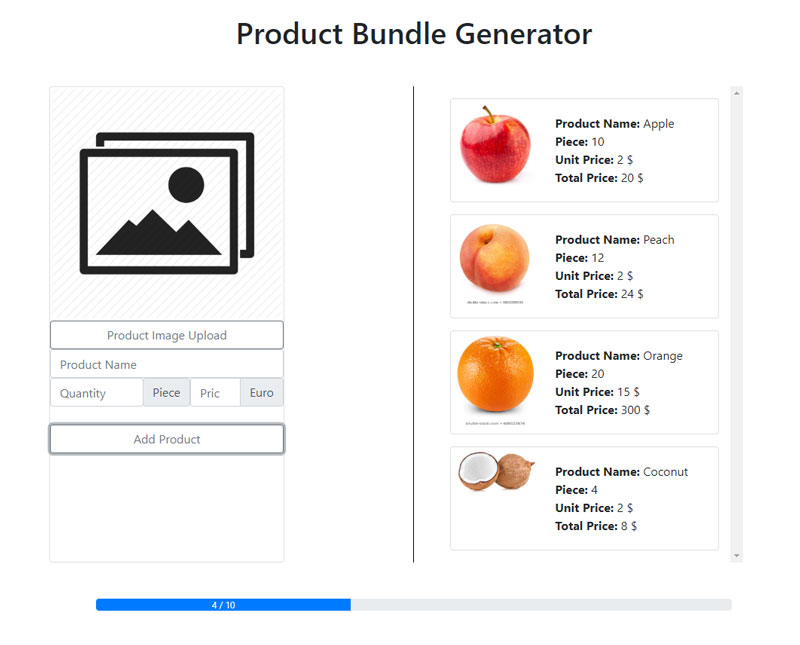 Product Bundle Generator
Product Image Upload
Product Name
Quantity Piece Pric Euro
Add Product
Product Name: Apple
Piece: 10
Unit Price: 2 $
Total Price: 20 $
Product Name: Peach
Piece: 12
Unit Price: 2 $
Total Price: 24 $
Product Name: Orange
Piece: 20
Unit Price: 15 $
Total Price: 300 $
Product Name: Coconut
Piece: 4
Unit Price: 2 $
Total Price: 8 $
4 / 10